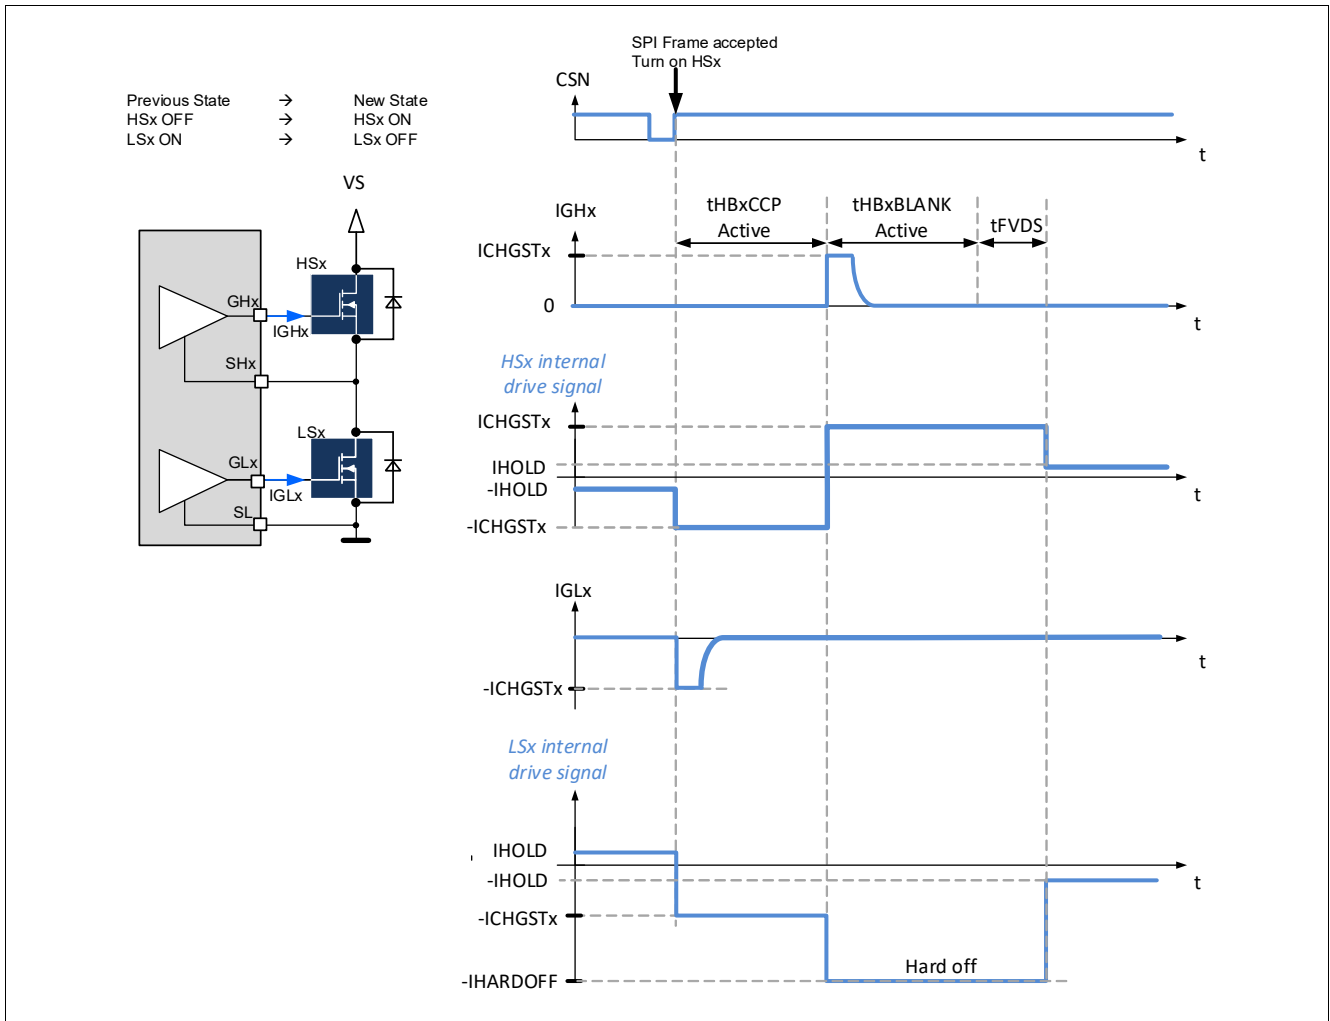 SPI Frame accepted
Turn on HSx
CSN
t
Previous State → New State
HSx OFF → HSx ON
LSx ON → LSx OFF
VS
HSx
GHx
IGHx
SHx
LSx
GLx
IGLx
SL
IGHx
tHBxCCP
Active
tHBxBLANK
Active
tFVDS
ICHGSTx
0
t
HSx internal
drive signal
ICHGSTx
IHOLD
-IHOLD
-ICHGSTx
t
IGLx
-ICHGSTx
t
LSx internal
drive signal
IHOLD
-IHOLD
-ICHGSTx
-IHARDOFF
Hard off
t